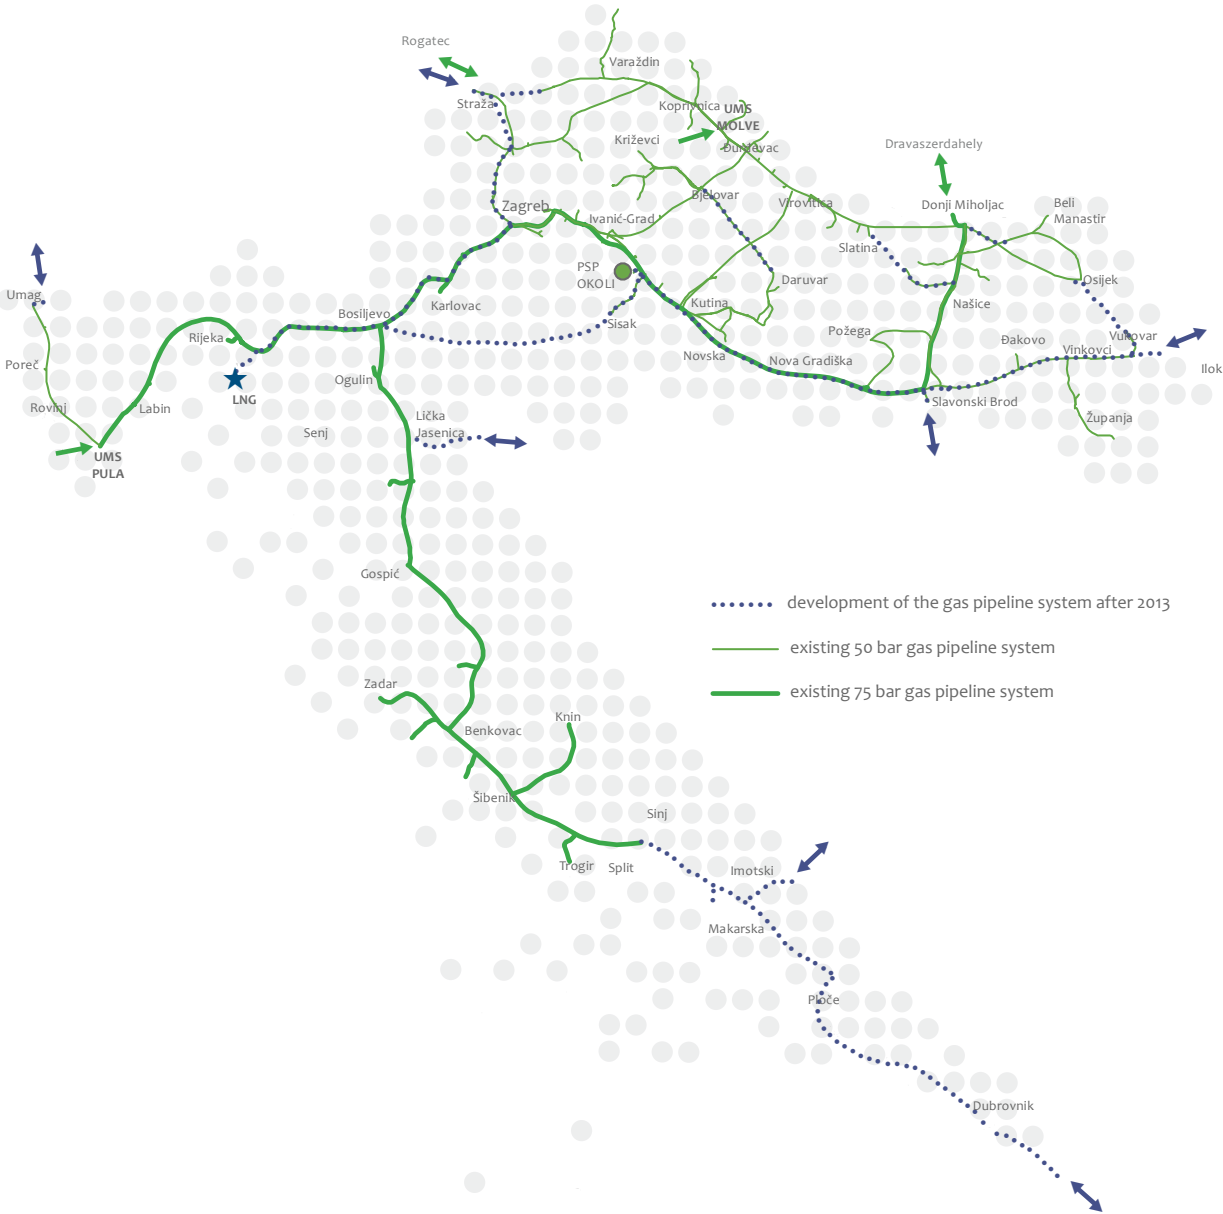 Rogatec
Varaždin
Straža
Koprivnica
UMS
MOLVE
Križevci
Đurđevac
Dravaszerdahely
Bjelovar
Virovitica
Zagreb
Ivanić-Grad
Donji Miholjac
Beli
Manastir
Slatina
PSP
OKOLI
Daruvar
Osijek
Umag
Karlovac
Kutina
Našice
Bosiljevo
Sisak
Požega
Rijeka
Đakovo
Vukovar
Vinkovci
Novska
Nova Gradiška
Poreč
Ogulin
Ilok
LNG
Slavonski Brod
Rovinj
Labin
Lička
Jasenica
Senj
Županja
UMS
PULA
Gospić
development of the gas pipeline system after 2013
existing 50 bar gas pipeline system
existing 75 bar gas pipeline system
Zadar
Knin
Benkovac
Šibenik
Sinj
Trogir
Split
Imotski
Makarska
Ploče
Dubrovnik